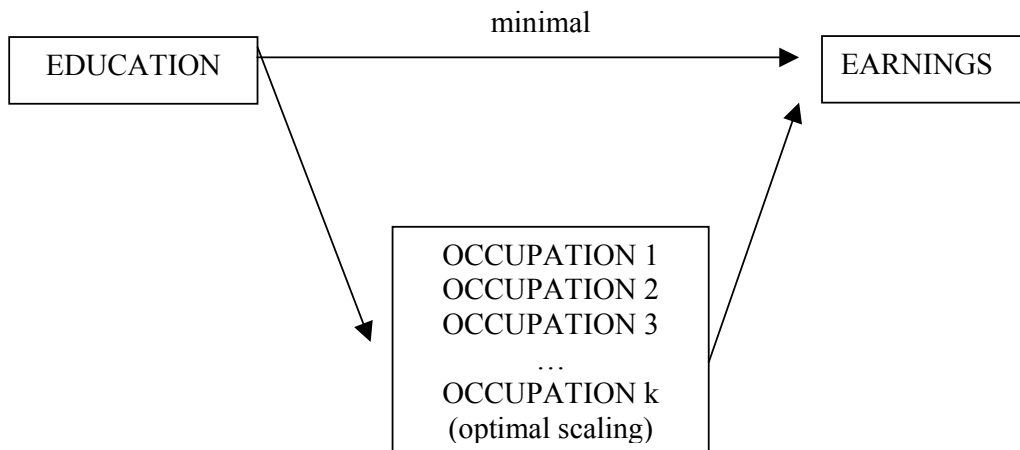 minimal
EDUCATION
EARNINGS
OCCUPATION 1
OCCUPATION 2
OCCUPATION 3
…
OCCUPATION k
(optimal scaling)